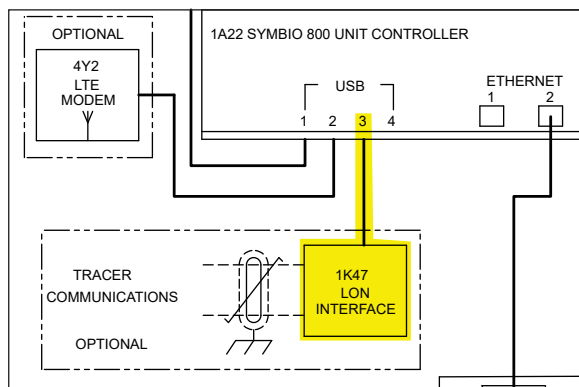 OPTIONAL
4Y2
LTE
MODEM
1A22 SYMBIO 800 UNIT CONTROLLER
USB
1 2 3 4
ETHERNET
1 2
TRACER
COMMUNICATIONS
OPTIONAL
1K47
LON
INTERFACE